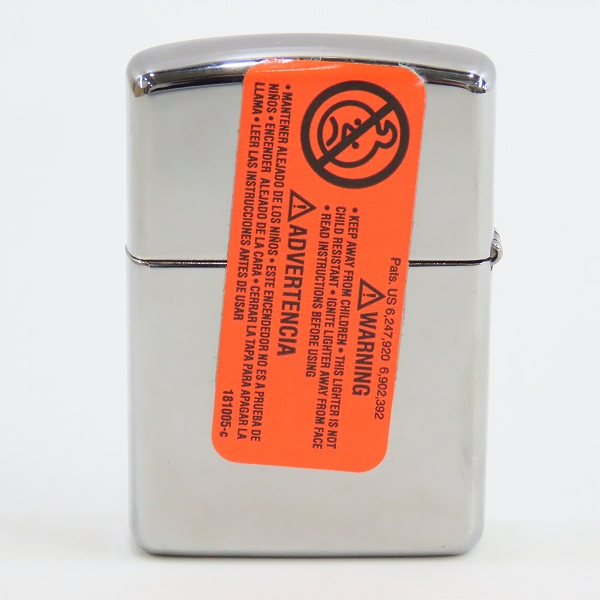 Pats. US 6,247,920 6,902,392
⚠WARNING
• KEEP AWAY FROM CHILDREN • THIS LIGHTER IS NOT
CHILD RESISTANT • IGNITE LIGHTER AWAY FROM FACE
• READ INSTRUCTIONS BEFORE USING
⚠ADVERTENCIA
• MANTENER ALEJADO DE LOS NIÑOS • ESTE ENCENDEDOR NO ES A PRUEBA DE
NIÑOS • ENCENDER ALEJADO DE LA CARA • CERRAR LA TAPA PARA APAGAR LA
LLAMA • LEER LAS INSTRUCCIONES ANTES DE USAR
181005-c